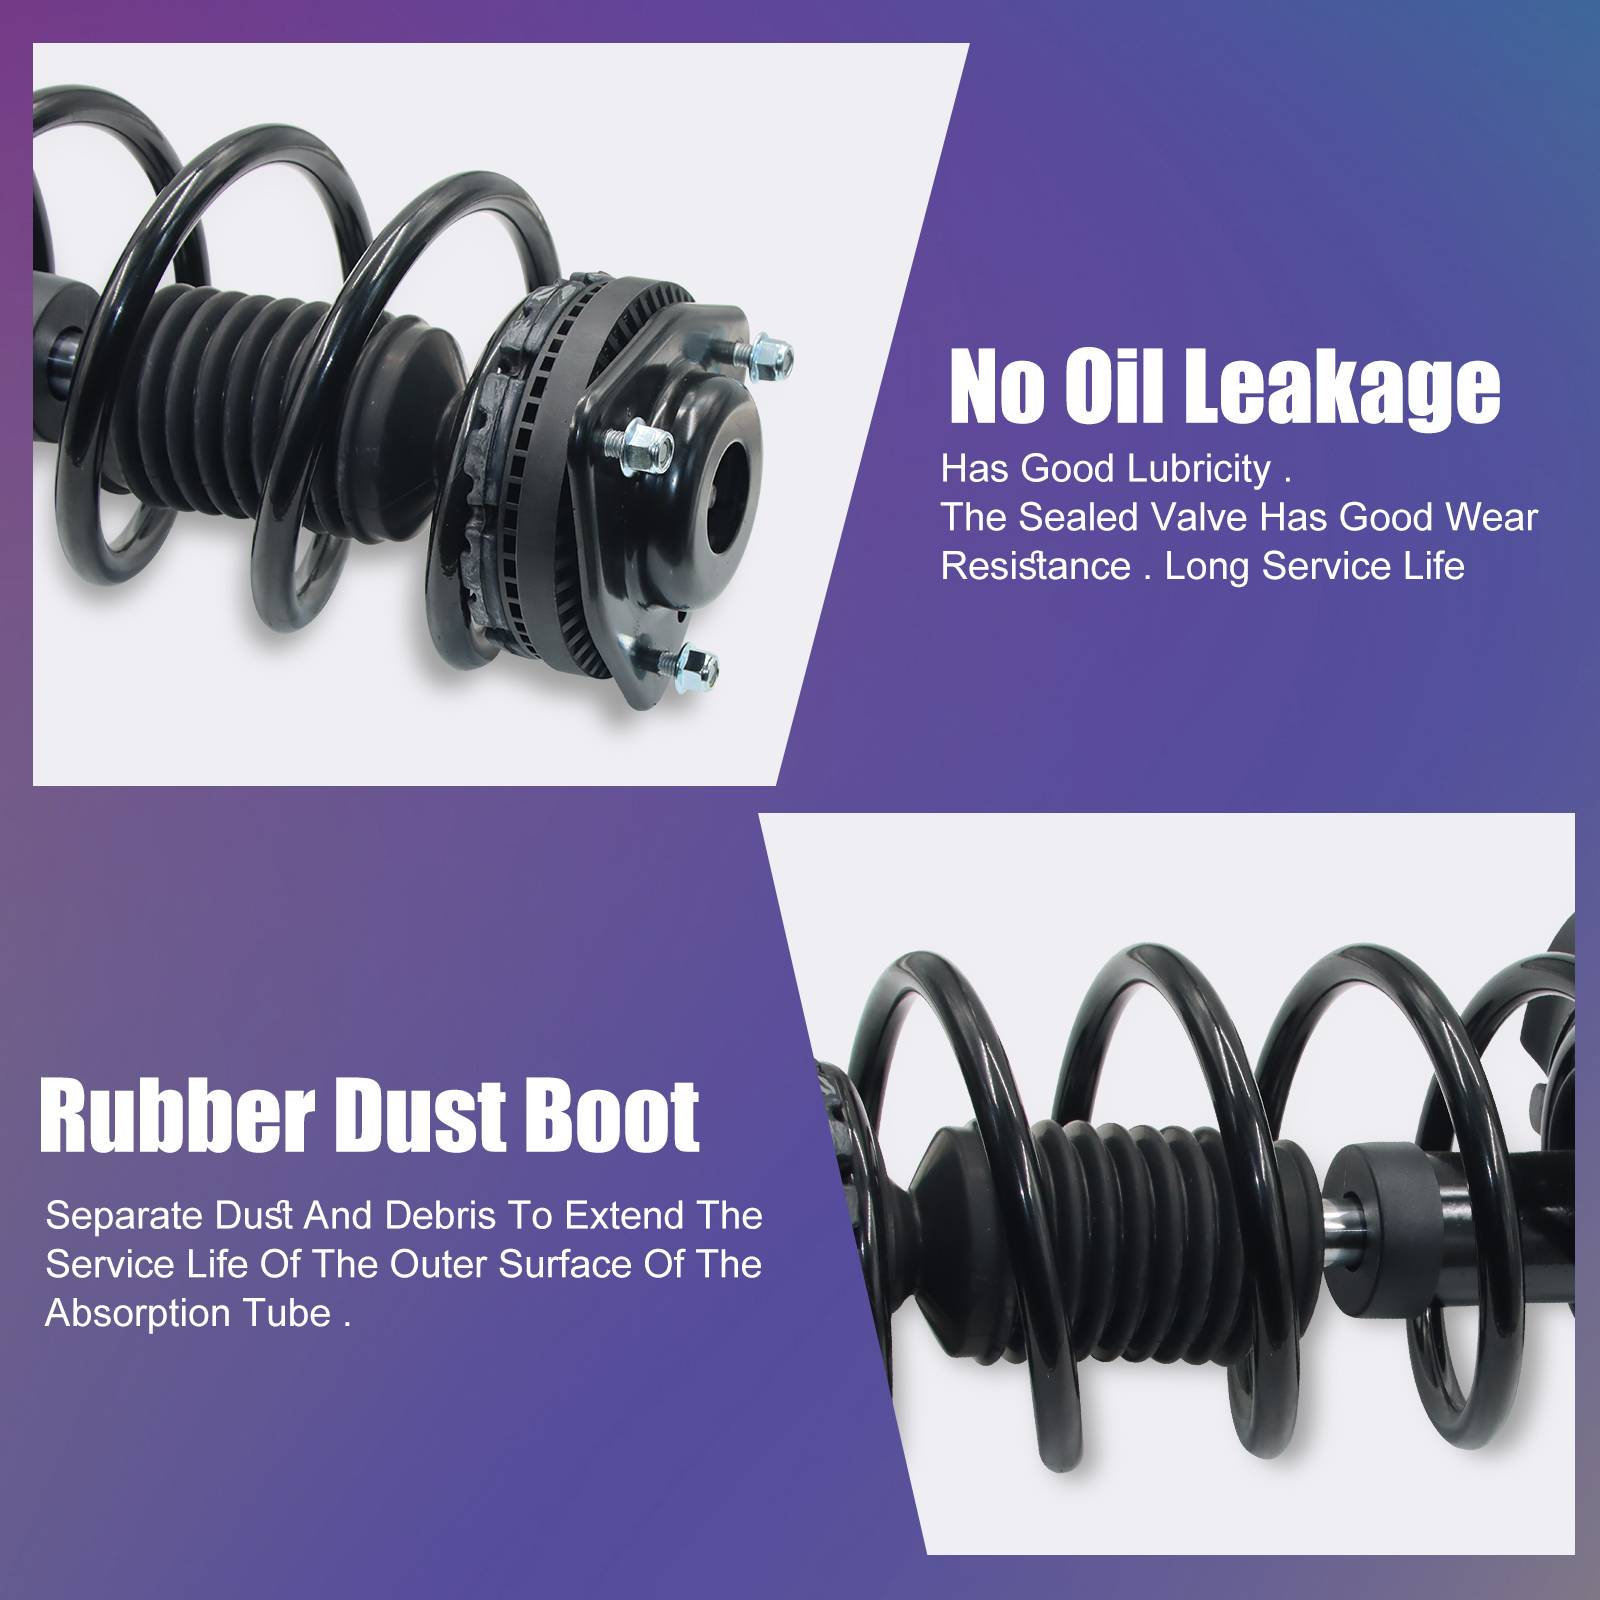 No Oil Leakage
Has Good Lubricity .
The Sealed Valve Has Good Wear
Resistance . Long Service Life
Rubber Dust Boot
Separate Dust And Debris To Extend The
Service Life Of The Outer Surface Of The
Absorption Tube .